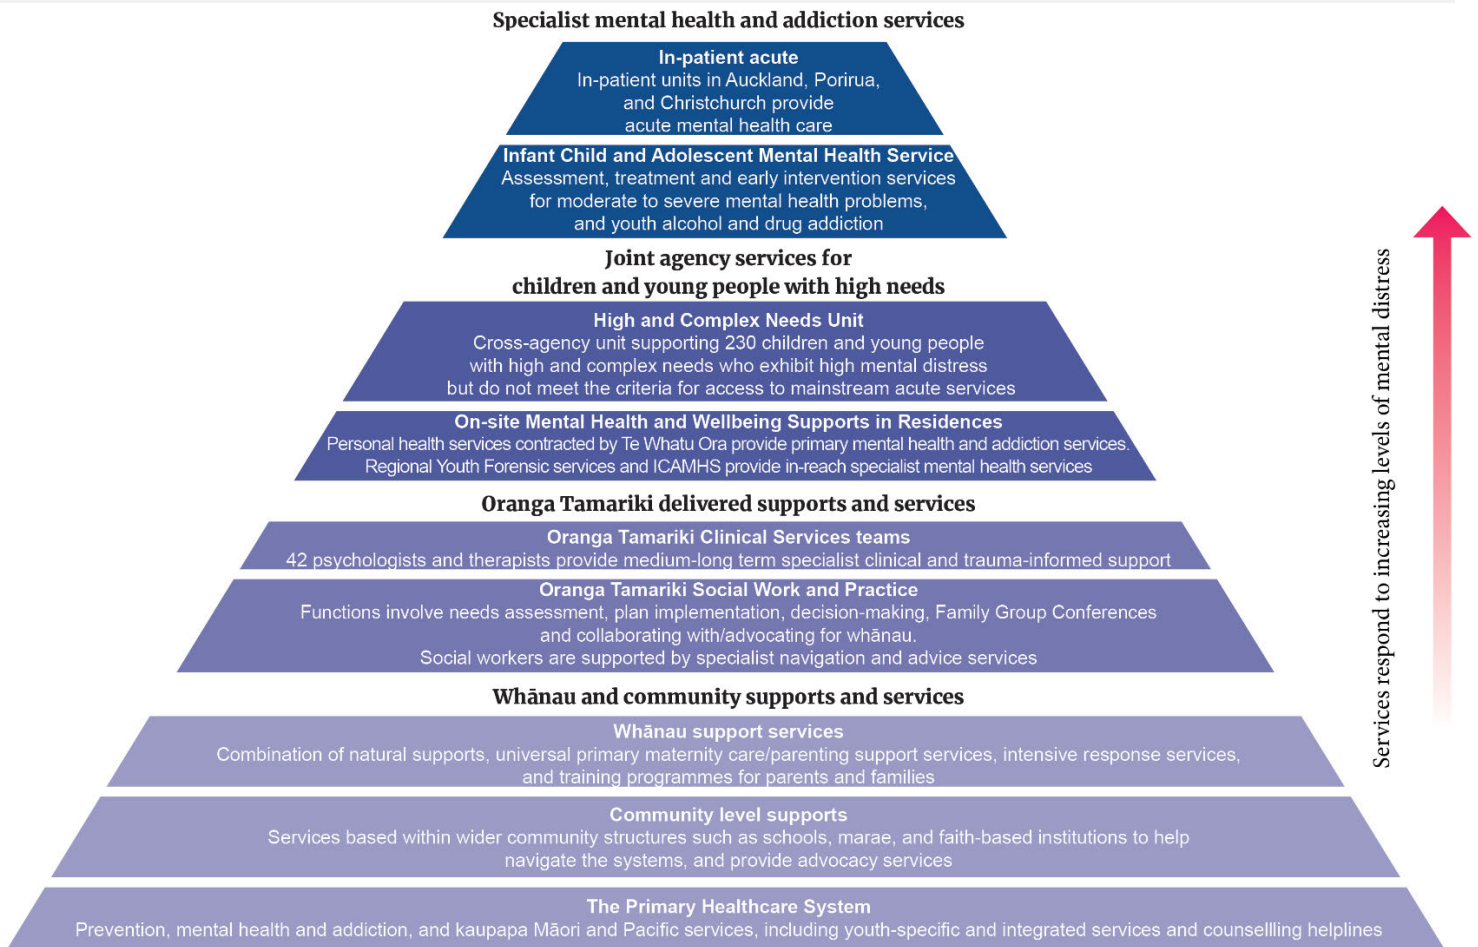 Specialist mental health and addiction services
In-patient acute
In-patient units in Auckland, Porirua,
and Christchurch provide
acute mental health care
Infant Child and Adolescent Mental Health Service
Assessment, treatment and early intervention services
for moderate to severe mental health problems,
and youth alcohol and drug addiction
Joint agency services for
children and young people with high needs
High and Complex Needs Unit
Cross-agency unit supporting 230 children and young people
with high and complex needs who exhibit high mental distress
but do not meet the criteria for access to mainstream acute services
On-site Mental Health and Wellbeing Supports in Residences
Personal health services contracted by Te Whatu Ora provide primary mental health and addiction services.
Regional Youth Forensic services and ICAMHS provide in-reach specialist mental health services
Oranga Tamariki delivered supports and services
Oranga Tamariki Clinical Services teams
42 psychologists and therapists provide medium-long term specialist clinical and trauma-informed support
Oranga Tamariki Social Work and Practice
Functions involve needs assessment, plan implementation, decision-making, Family Group Conferences
and collaborating with/advocating for whānau.
Social workers are supported by specialist navigation and advice services
Whānau and community supports and services
Whānau support services
Combination of natural supports, universal primary maternity care/parenting support services, intensive response services,
and training programmes for parents and families
Community level supports
Services based within wider community structures such as schools, marae, and faith-based institutions to help
navigate the systems, and provide advocacy services
The Primary Healthcare System
Prevention, mental health and addiction, and kaupapa Māori and Pacific services, including youth-specific and integrated services and counsellling helplines
Services respond to increasing levels of mental distress